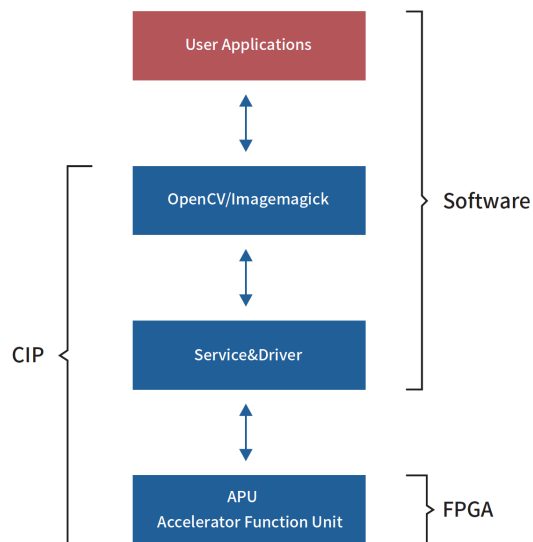 User Applications
OpenCV/Imagemagick
Software
Service&Driver
CIP
APU
Accelerator Function Unit
FPGA